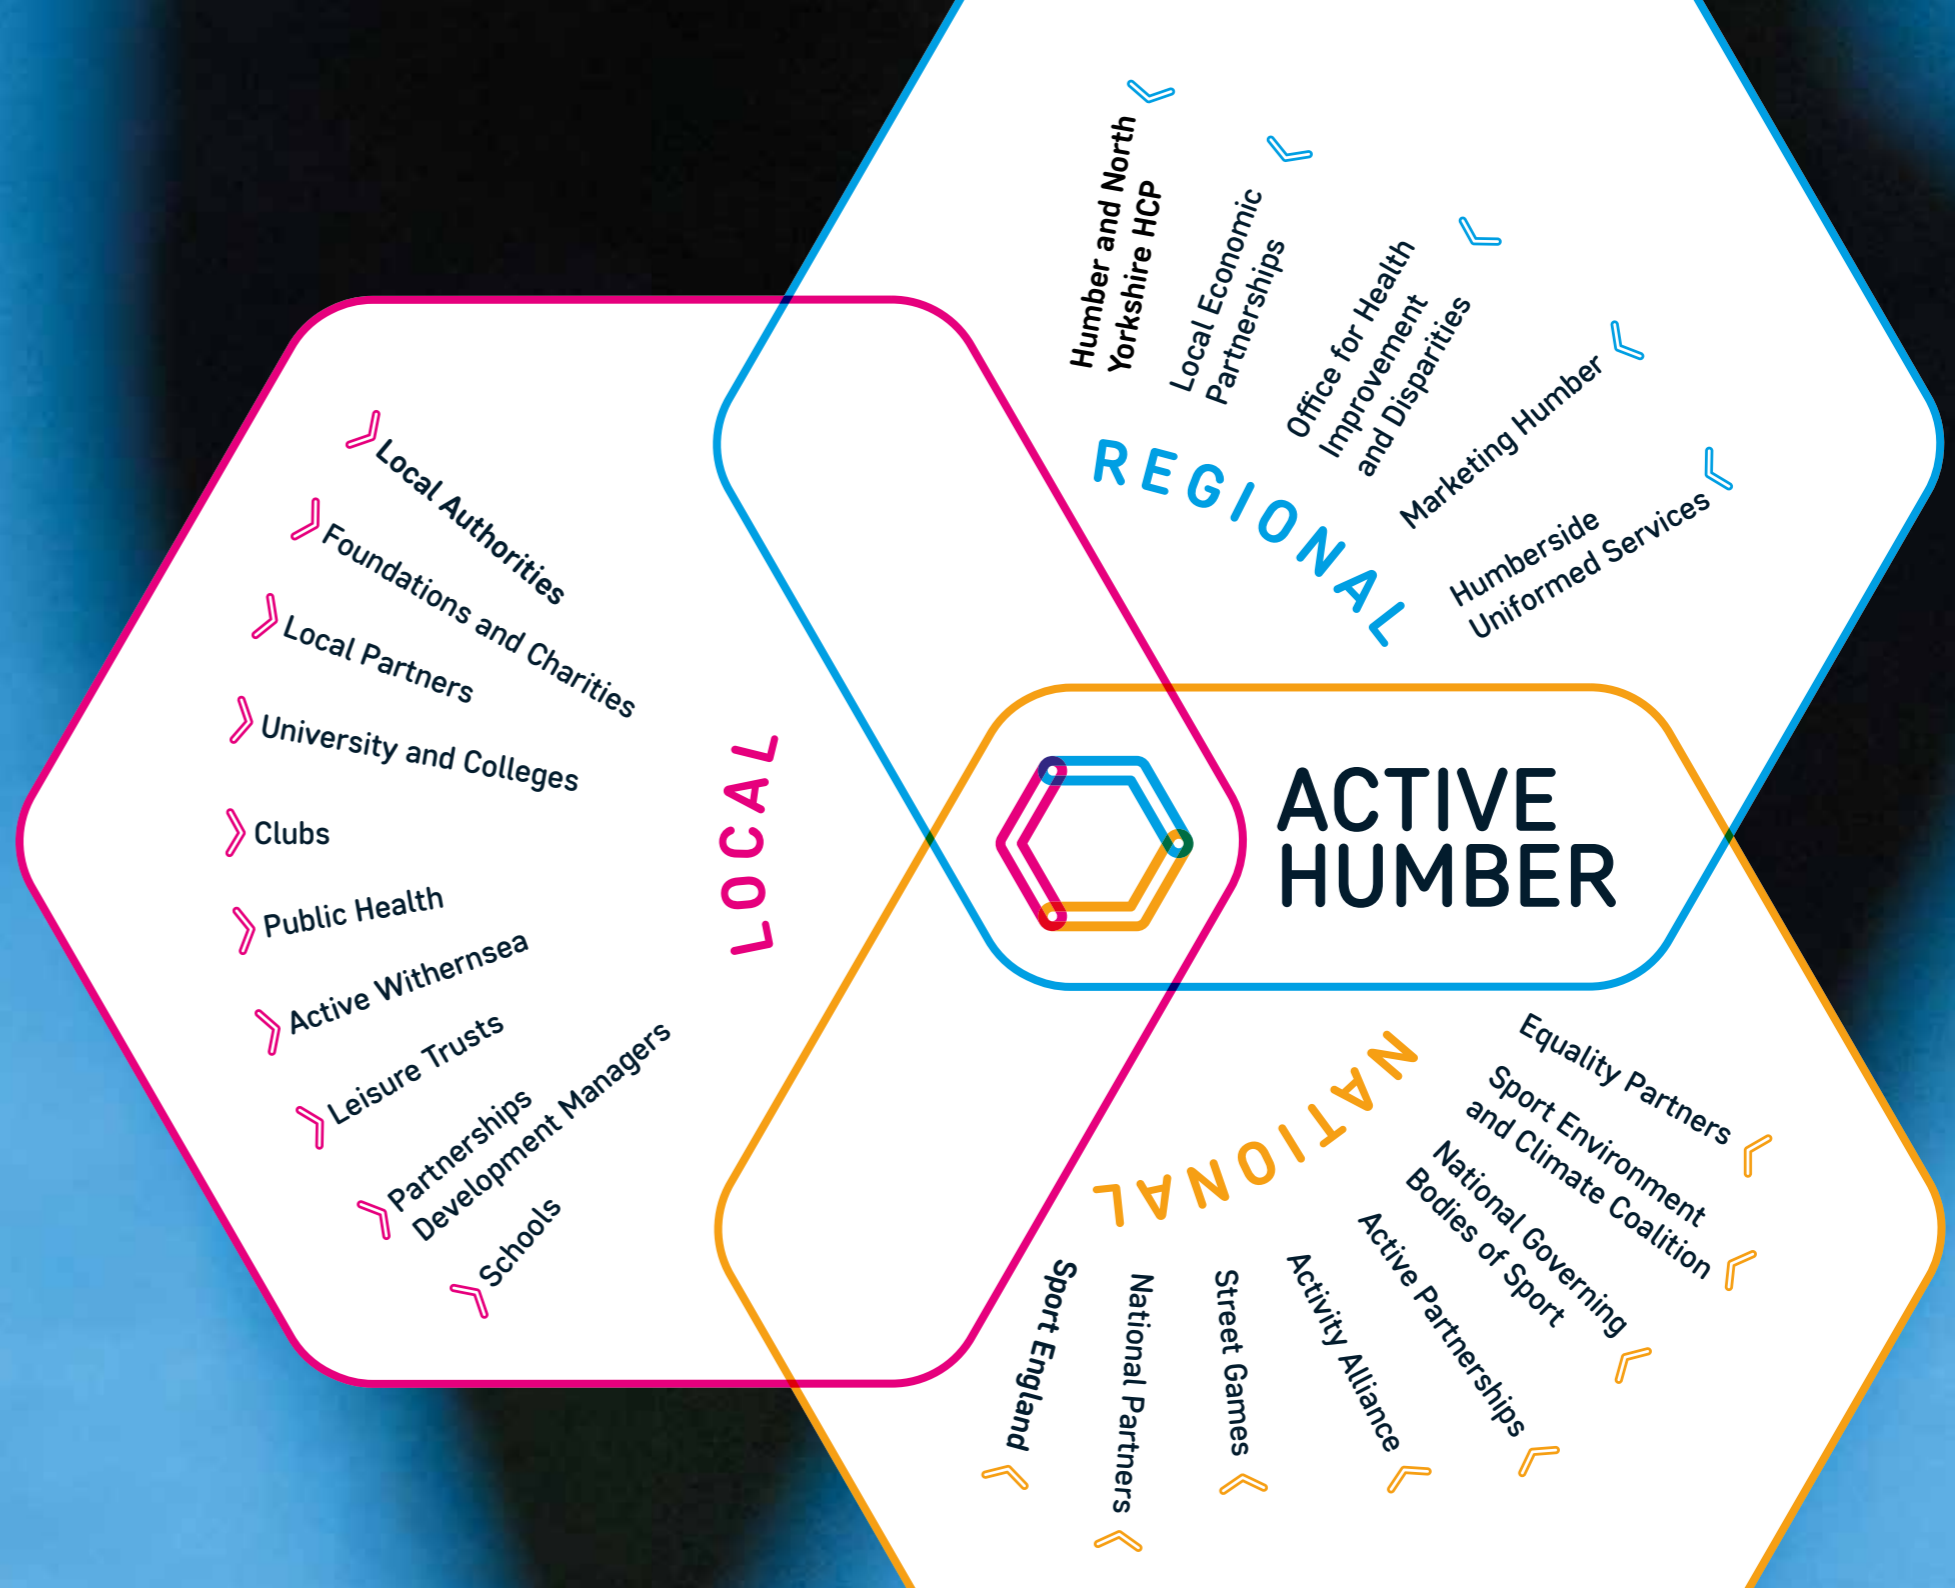 Humber and North
Yorkshire HCP
Local Economic
Partnerships
Office for Health
Improvement
and Disparities
Marketing Humber
Humberside
Uniformed Services
REGIONAL
Local Authorities
Foundations and Charities
Local Partners
University and Colleges
Clubs
Public Health
Active Withernsea
Leisure Trusts
Partnerships
Development Managers
Schools
LOCAL
ACTIVE
HUMBER
NATIONAL
Equality Partners
Sport Environment
and Climate Coalition
National Governing
Bodies of Sport
Active Partnerships
Activity Alliance
Street Games
National Partners
Sport England